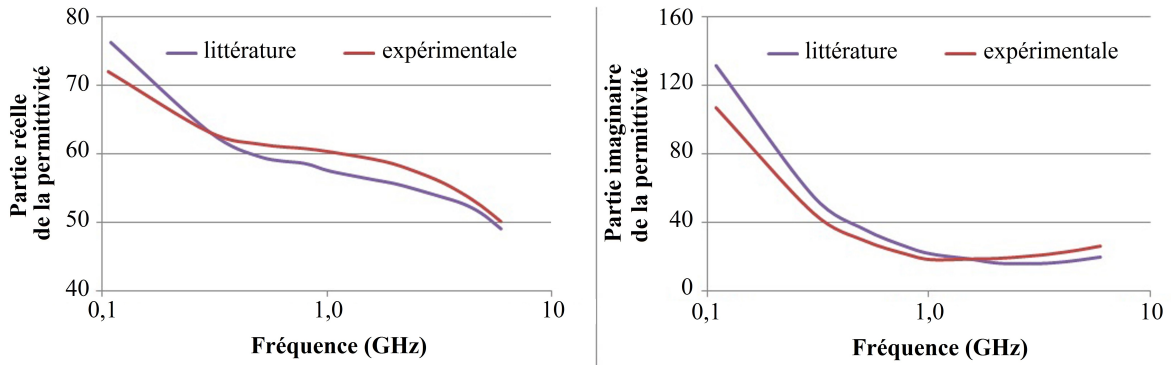 80
70
60
50
40
littérature
expérimentale
Partie réelle
de la permittivité
0,1
1,0
10
Fréquence (GHz)
160
120
80
40
0
littérature
expérimentale
Partie imaginaire
de la permittivité
0,1
1,0
10
Fréquence (GHz)